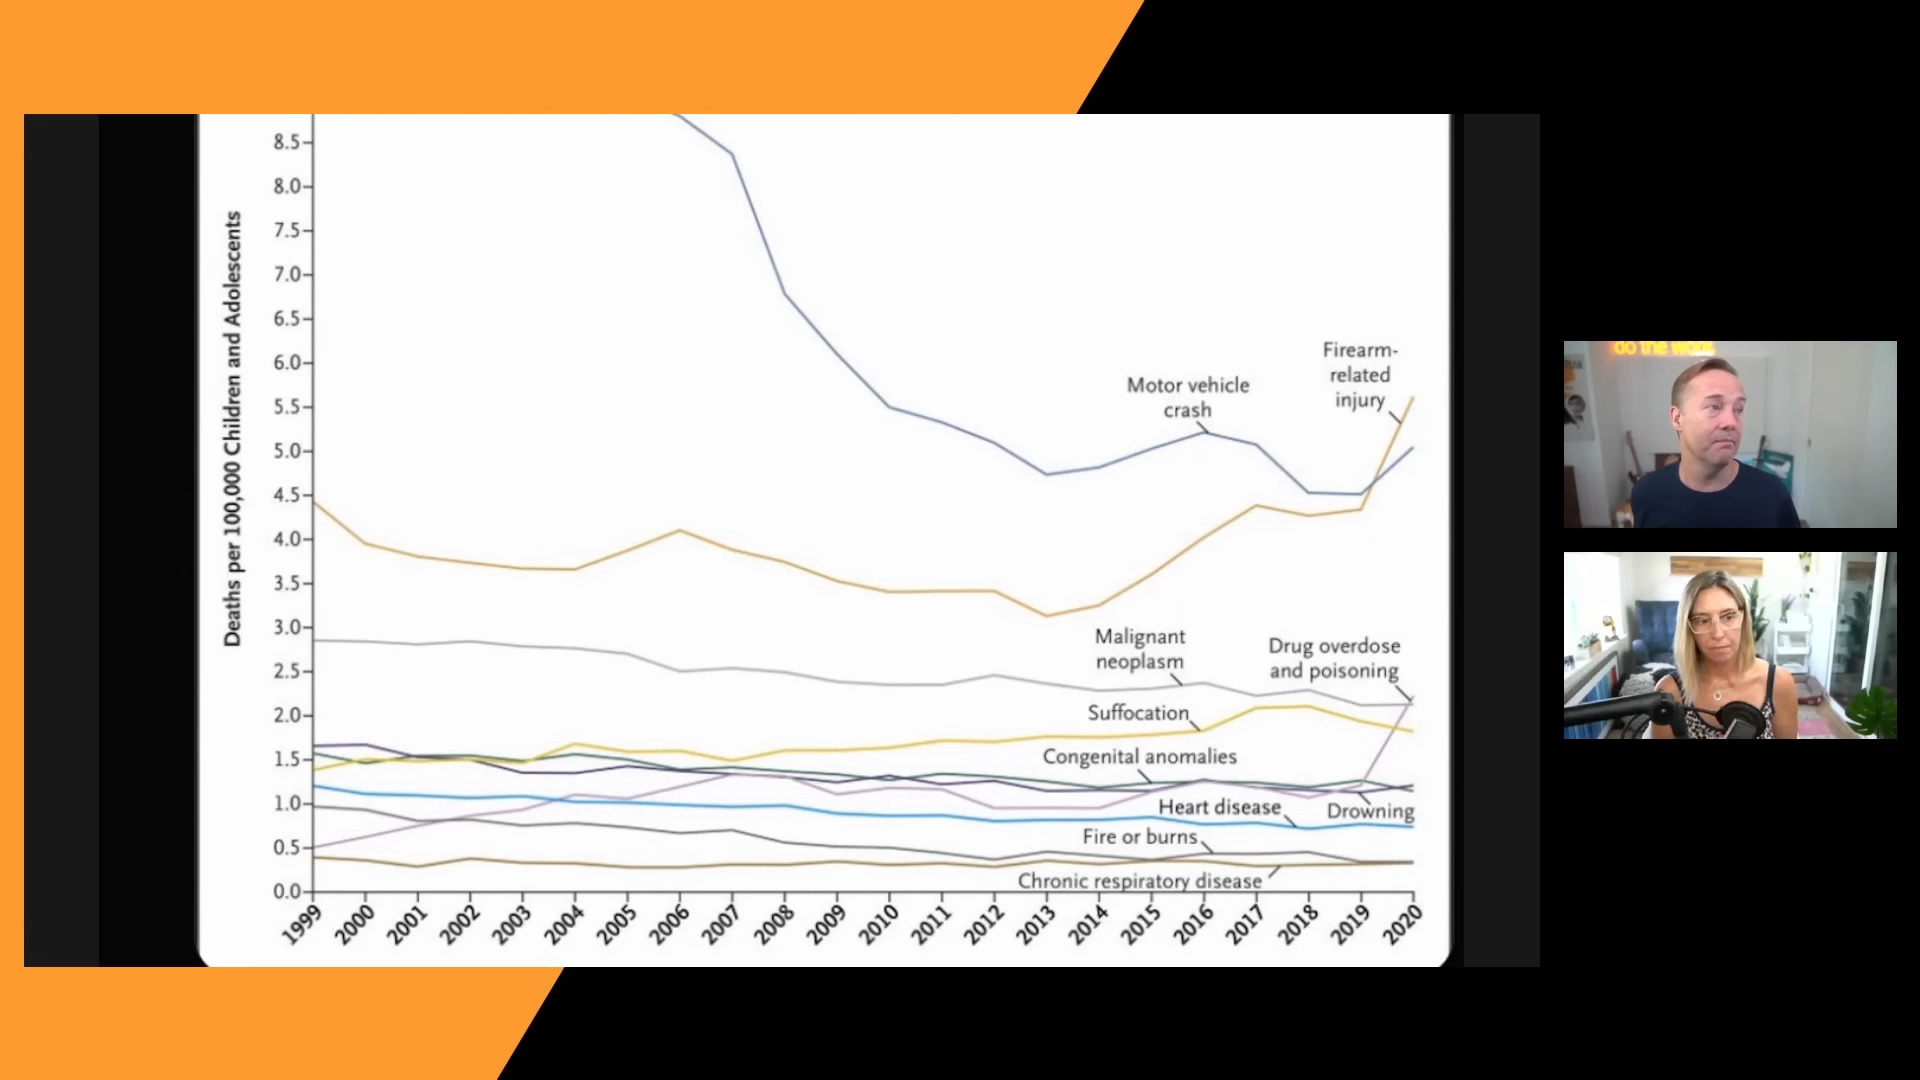 8.5
8.0
7.5
7.0
6.5
6.0
5.5
5.0
4.5
4.0
3.5
3.0
2.5
2.0
1.5
1.0
0.5
0.0
Deaths per 100,000 Children and Adolescents
Firearm-
related
injury
Motor vehicle
crash
Malignant
neoplasm
Drug overdose
and poisoning
Suffocation
Congenital anomalies
Heart disease
Drowning
Fire or burns
Chronic respiratory disease
1999
2000
2001
2002
2003
2004
2005
2006
2007
2008
2009
2010
2011
2012
2013
2014
2015
2016
2017
2018
2019
2020
do the work.